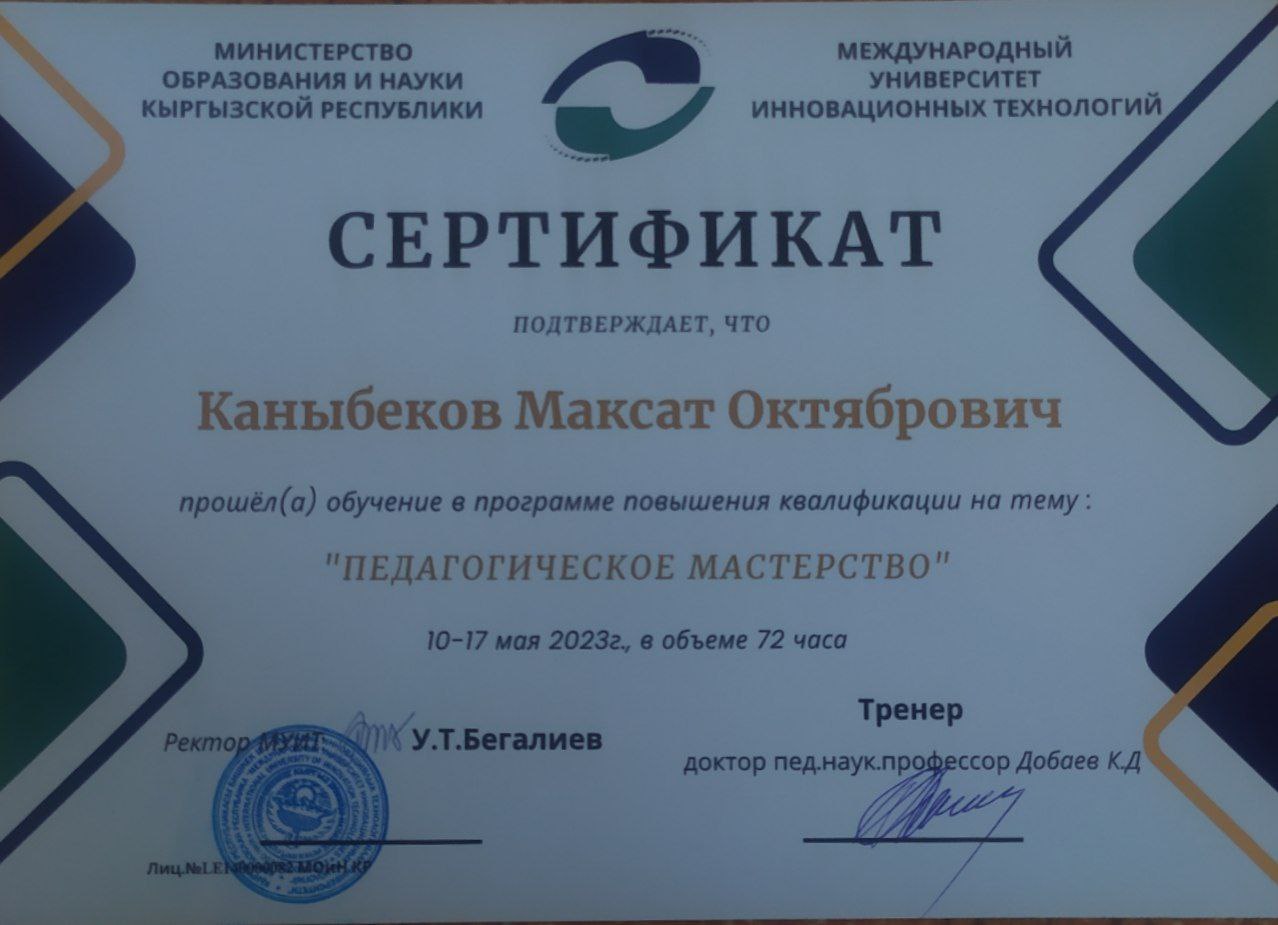 МИНИСТЕРСТВО
ОБРАЗОВАНИЯ И НАУКИ
КЫРГЫЗСКОЙ РЕСПУБЛИКИ
МЕЖДУНАРОДНЫЙ
УНИВЕРСИТЕТ
ИННОВАЦИОННЫХ ТЕХНОЛОГИЙ
СЕРТИФИКАТ
ПОДТВЕРЖДАЕТ, ЧТО
Каныбеков Максат Октябрович
прошёл(а) обучение в программе повышения квалификации на тему :
"ПЕДАГОГИЧЕСКОЕ МАСТЕРСТВО"
10-17 мая 2023г., в объеме 72 часа
Ректор МУИТ У.Т.Бегалиев
Тренер
доктор пед.наук.профессор Добаев К.Д
Лиц.№ МОиН КР